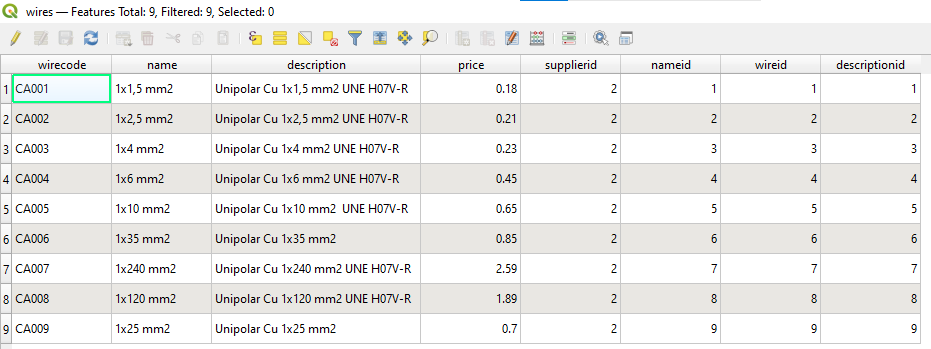 wires — Features Total: 9, Filtered: 9, Selected: 0
wirecode name description price supplierid nameid wireid descriptionid
1 CA001 1x1,5 mm2 Unipolar Cu 1x1,5 mm2 UNE H07V-R 0.18 2 1 1 1
2 CA002 1x2,5 mm2 Unipolar Cu 1x2,5 mm2 UNE H07V-R 0.21 2 2 2 2
3 CA003 1x4 mm2 Unipolar Cu 1x4 mm2 UNE H07V-R 0.23 2 3 3 3
4 CA004 1x6 mm2 Unipolar Cu 1x6 mm2 UNE H07V-R 0.45 2 4 4 4
5 CA005 1x10 mm2 Unipolar Cu 1x10 mm2  UNE H07V-R 0.65 2 5 5 5
6 CA006 1x35 mm2 Unipolar Cu 1x35 mm2 0.85 2 6 6 6
7 CA007 1x240 mm2 Unipolar Cu 1x240 mm2 UNE H07V-R 2.59 2 7 7 7
8 CA008 1x120 mm2 Unipolar Cu 1x120 mm2 UNE H07V-R 1.89 2 8 8 8
9 CA009 1x25 mm2 Unipolar Cu 1x25 mm2 0.7 2 9 9 9